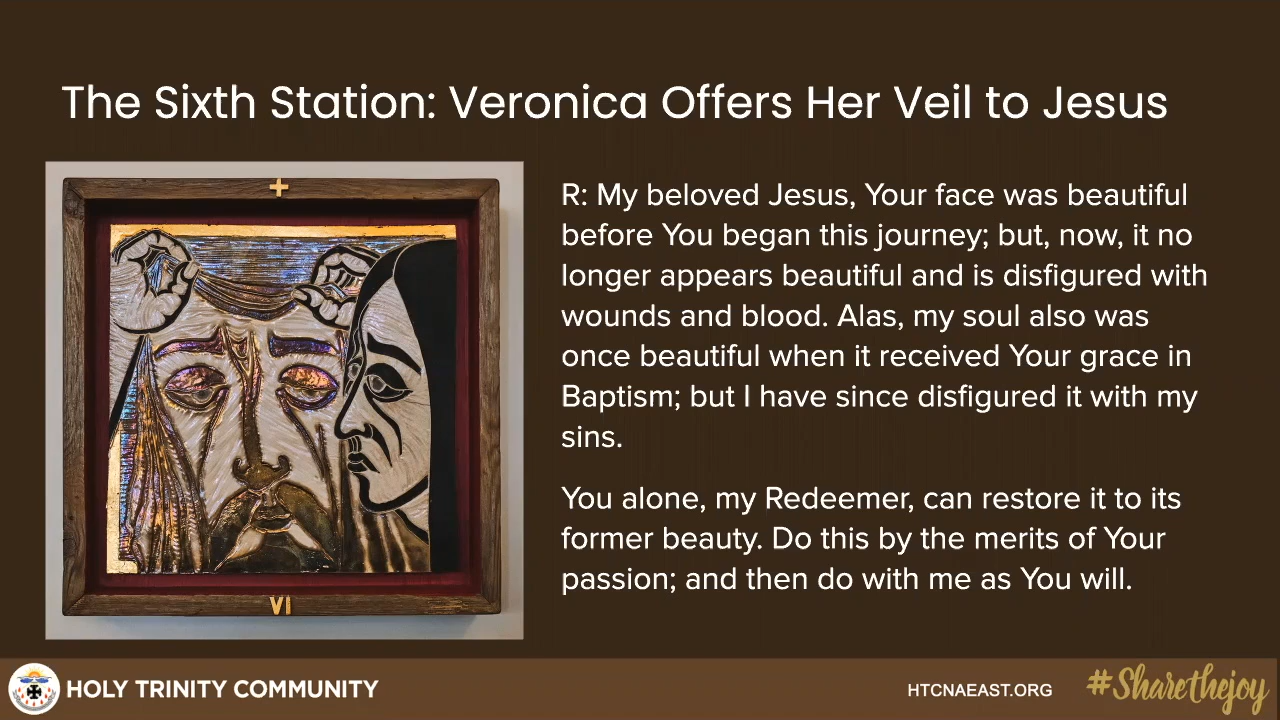 The Sixth Station: Veronica Offers Her Veil to Jesus
R: My beloved Jesus, Your face was beautiful
before You began this journey; but, now, it no
longer appears beautiful and is disfigured with
wounds and blood. Alas, my soul also was
once beautiful when it received Your grace in
Baptism; but I have since disfigured it with my
sins.
You alone, my Redeemer, can restore it to its
former beauty. Do this by the merits of Your
passion; and then do with me as You will.
VI
HOLY TRINITY COMMUNITY
HTCNAEAST.ORG
#Sharethejoy